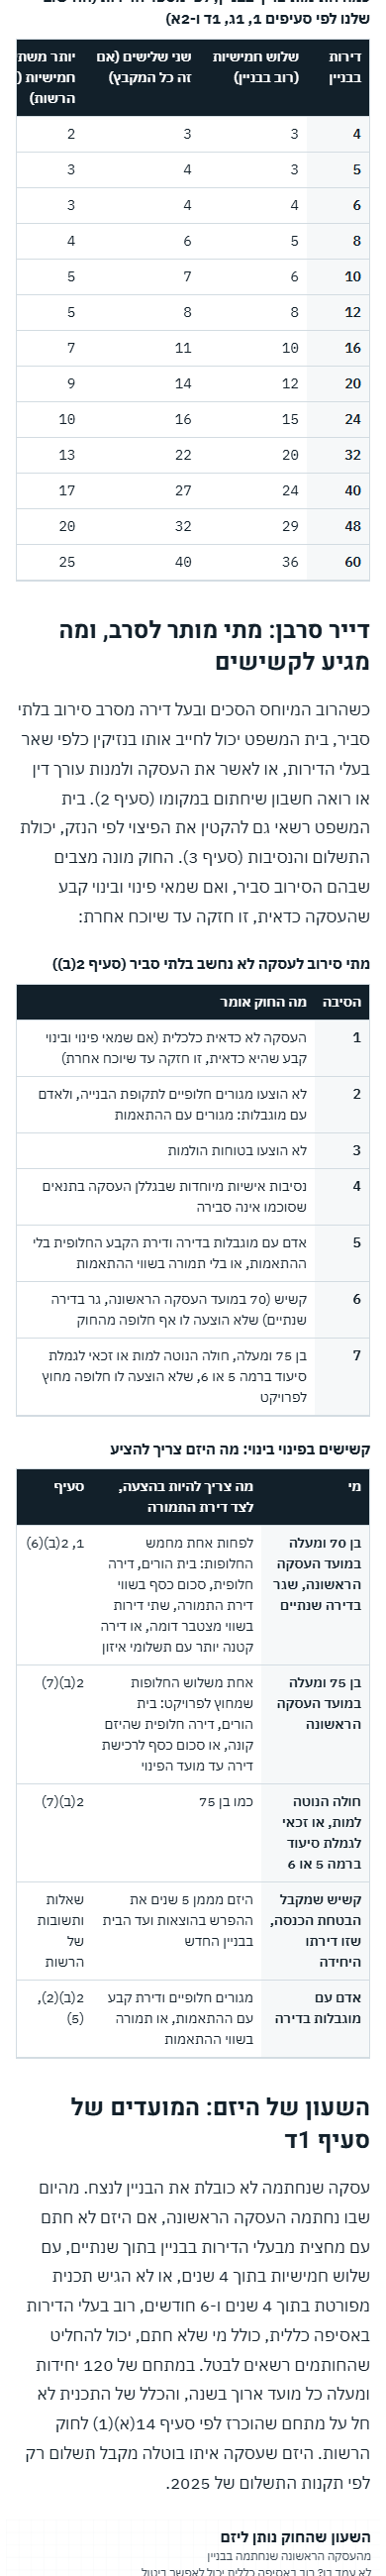 שלנו לפי סעיפים 1, 1ג, 1ד ו-2א)
דירות בבניין | שלוש חמישיות (רוב בבניין) | שני שלישים (אם זה כל המקבץ) | יותר משתי חמישיות ( הרשות)
4 | 3 | 3 | 2
5 | 3 | 4 | 3
6 | 4 | 4 | 3
8 | 5 | 6 | 4
10 | 6 | 7 | 5
12 | 8 | 8 | 5
16 | 10 | 11 | 7
20 | 12 | 14 | 9
24 | 15 | 16 | 10
32 | 20 | 22 | 13
40 | 24 | 27 | 17
48 | 29 | 32 | 20
60 | 36 | 40 | 25
דייר סרבן: מתי מותר לסרב, ומה
מגיע לקשישים
כשהרוב המיוחס הסכים ובעל דירה מסרב סירוב בלתי
סביר, בית המשפט יכול לחייב אותו בנזיקין כלפי שאר
בעלי הדירות, או לאשר את העסקה ולמנות עורך דין
או רואה חשבון שיחתום במקומו (סעיף 2). בית
המשפט רשאי גם להקטין את הפיצוי לפי הנזק, יכולת
התשלום והנסיבות (סעיף 3). החוק מונה מצבים
שבהם הסירוב סביר, ואם שמאי פינוי ובינוי קבע
שהעסקה כדאית, זו חזקה עד שיוכח אחרת:
מתי סירוב לעסקה לא נחשב בלתי סביר (סעיף 2(ב))
הסיבה | מה החוק אומר
1 | העסקה לא כדאית כלכלית (אם שמאי פינוי ובינוי
קבע שהיא כדאית, זו חזקה עד שיוכח אחרת)
2 | לא הוצעו מגורים חלופיים לתקופת הבנייה, ולאדם
עם מוגבלות: מגורים עם ההתאמות
3 | לא הוצעו בטוחות הולמות
4 | נסיבות אישיות מיוחדות שבגללן העסקה בתנאים
שסוכמו אינה סבירה
5 | אדם עם מוגבלות בדירה ודירת הקבע החלופית בלי
ההתאמות, או בלי תמורה בשווי ההתאמות
6 | קשיש (70 במועד העסקה הראשונה, גר בדירה
שנתיים) שלא הוצעה לו אף חלופה מהחוק
7 | בן 75 ומעלה, חולה הנוטה למות או זכאי לגמלת
סיעוד ברמה 5 או 6, שלא הוצעה לו חלופה מחוץ
לפרויקט
קשישים בפינוי בינוי: מה היזם צריך להציע
מי | מה צריך להיות בהצעה, לצד דירת התמורה | סעיף
בן 70 ומעלה במועד העסקה הראשונה, שגר בדירה שנתיים | לפחות אחת מחמש החלופות: בית הורים, דירה חלופית, סכום כסף בשווי דירת התמורה, שתי דירות בשווי מצטבר דומה, או דירה קטנה יותר עם תשלומי איזון | 1, 2(ב)(6)
בן 75 ומעלה במועד העסקה הראשונה | אחת משלוש החלופות שמחוץ לפרויקט: בית הורים, דירה חלופית שהיזם קונה, או סכום כסף לרכישת דירה עד מועד הפינוי | 2(ב)(7)
חולה הנוטה למות, או זכאי לגמלת סיעוד ברמה 5 או 6 | כמו בן 75 | 2(ב)(7)
קשיש שמקבל הבטחת הכנסה, שזו דירתו היחידה | היזם מממן 5 שנים את ההפרש בהוצאות ועד הבית בבניין החדש | שאלות ותשובות של הרשות
אדם עם מוגבלות בדירה | מגורים חלופיים ודירת קבע עם ההתאמות, או תמורה בשווי ההתאמות | 2(ב)(2), (5)
השעון של היזם: המועדים של
סעיף 1ד
עסקה שנחתמה לא כובלת את הבניין לנצח. מהיום
שבו נחתמה העסקה הראשונה, אם היזם לא חתם
עם מחצית מבעלי הדירות בבניין בתוך שנתיים, עם
שלוש חמישיות בתוך 4 שנים, או לא הגיש תכנית
מפורטת בתוך 4 שנים ו-6 חודשים, רוב בעלי הדירות
באסיפה כללית, כולל מי שלא חתם, יכול להחליט
שהחותמים רשאים לבטל. במתחם של 120 יחידות
ומעלה כל מועד ארוך בשנה, והכלל של התכנית לא
חל על מתחם שהוכרז לפי סעיף 14(א)(1) לחוק
הרשות. היזם שעסקה איתו בוטלה מקבל תשלום רק
לפי תקנות התשלום של 2025.
השעון שהחוק נותן ליזם
מהעסקה הראשונה שנחתמה בבניין
לא עמד בו? רוב באסיפה כללית יכול לאפשר ביטול